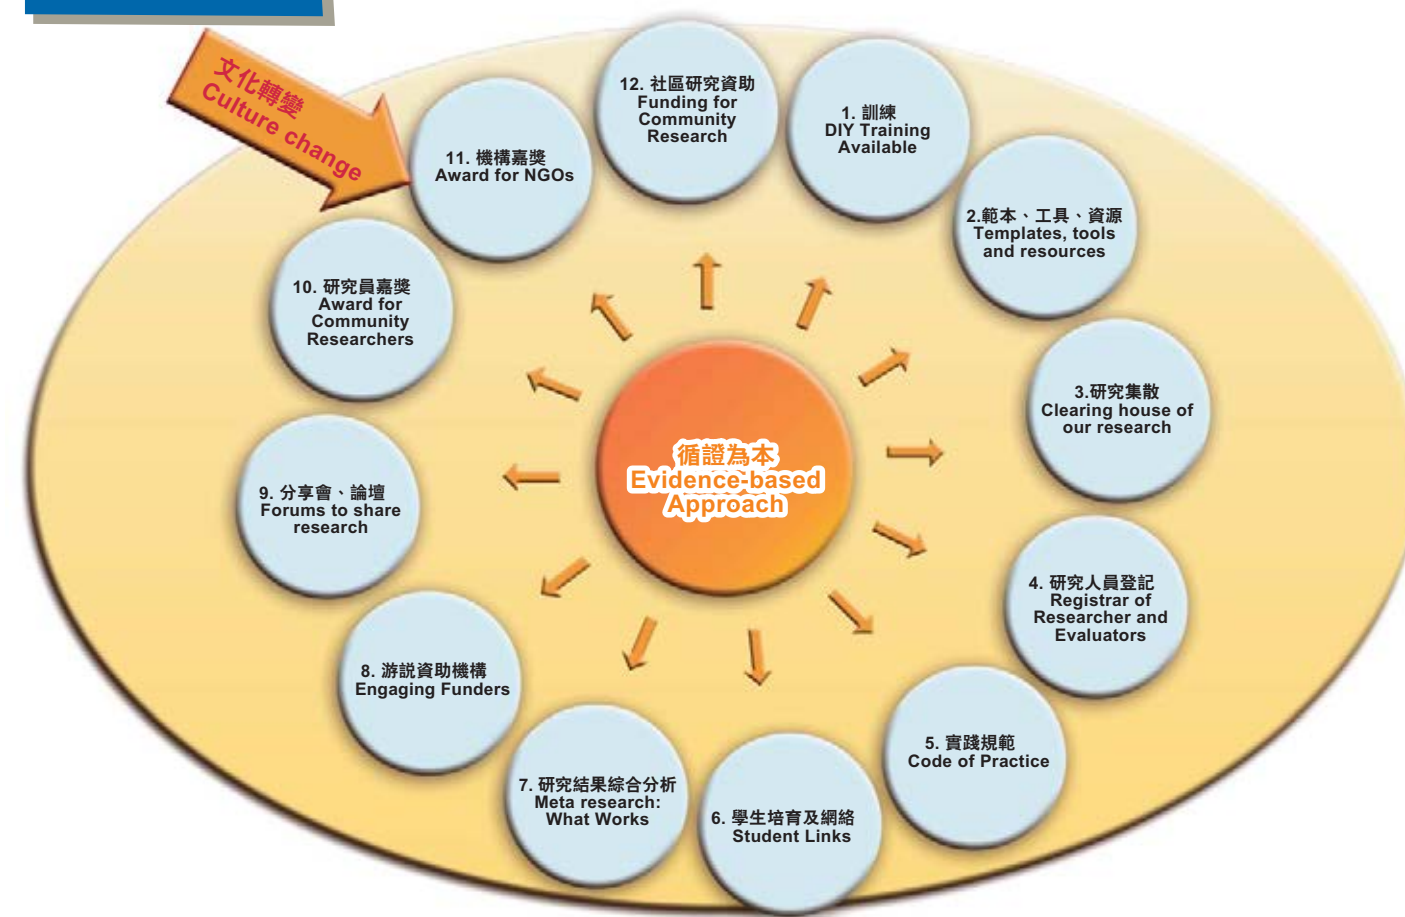 文化轉變
Culture change
循證為本
Evidence-based
Approach
1. 訓練
DIY Training
Available
2.範本、工具、資源
Templates, tools
and resources
3.研究集散
Clearing house of
our research
4. 研究人員登記
Registrar of
Researcher and
Evaluators
5. 實踐規範
Code of Practice
6. 學生培育及網絡
Student Links
7. 研究結果綜合分析
Meta research:
What Works
8. 游説資助機構
Engaging Funders
9. 分享會、論壇
Forums to share
research
10. 研究員嘉獎
Award for
Community
Researchers
11. 機構嘉獎
Award for NGOs
12. 社區研究資助
Funding for
Community
Research